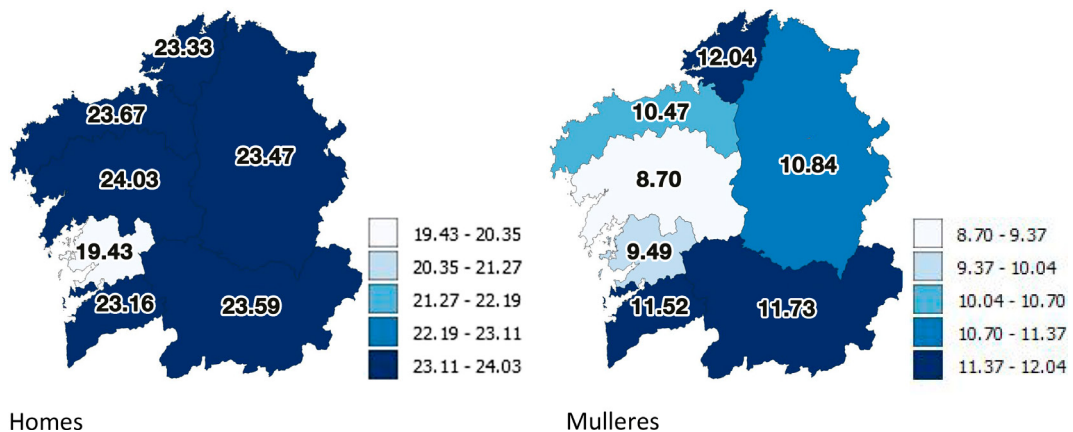 23.33
23.67
23.47
24.03
19.43
23.16
23.59
19.43 - 20.35
20.35 - 21.27
21.27 - 22.19
22.19 - 23.11
23.11 - 24.03
Homes
12.04
10.47
10.84
8.70
9.49
11.52
11.73
8.70 - 9.37
9.37 - 10.04
10.04 - 10.70
10.70 - 11.37
11.37 - 12.04
Mulleres